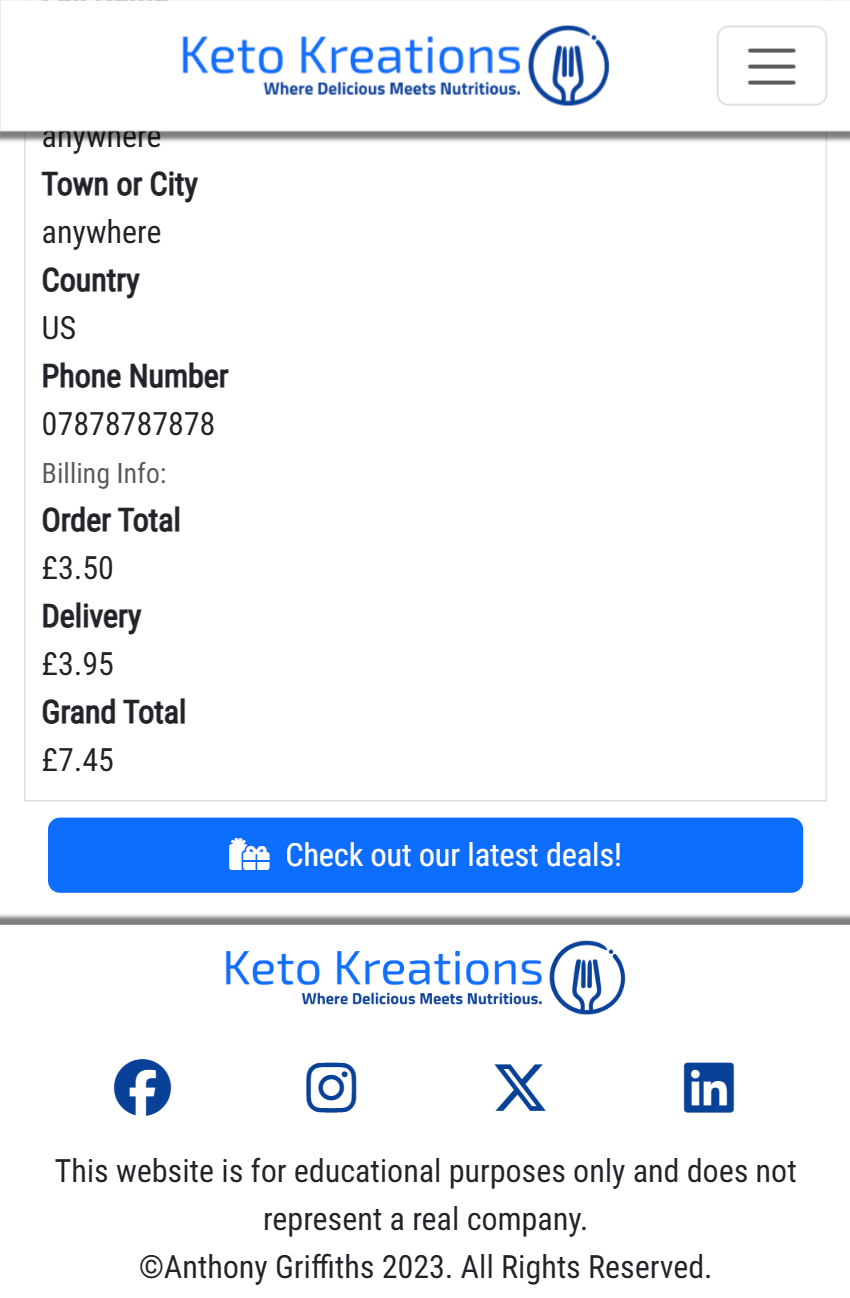 Keto Kreations
Where Delicious Meets Nutritious.
anywhere
Town or City
anywhere
Country
US
Phone Number
07878787878
Billing Info:
Order Total
£3.50
Delivery
£3.95
Grand Total
£7.45
Check out our latest deals!
Keto Kreations
Where Delicious Meets Nutritious.
This website is for educational purposes only and does not
represent a real company.
©Anthony Griffiths 2023. All Rights Reserved.